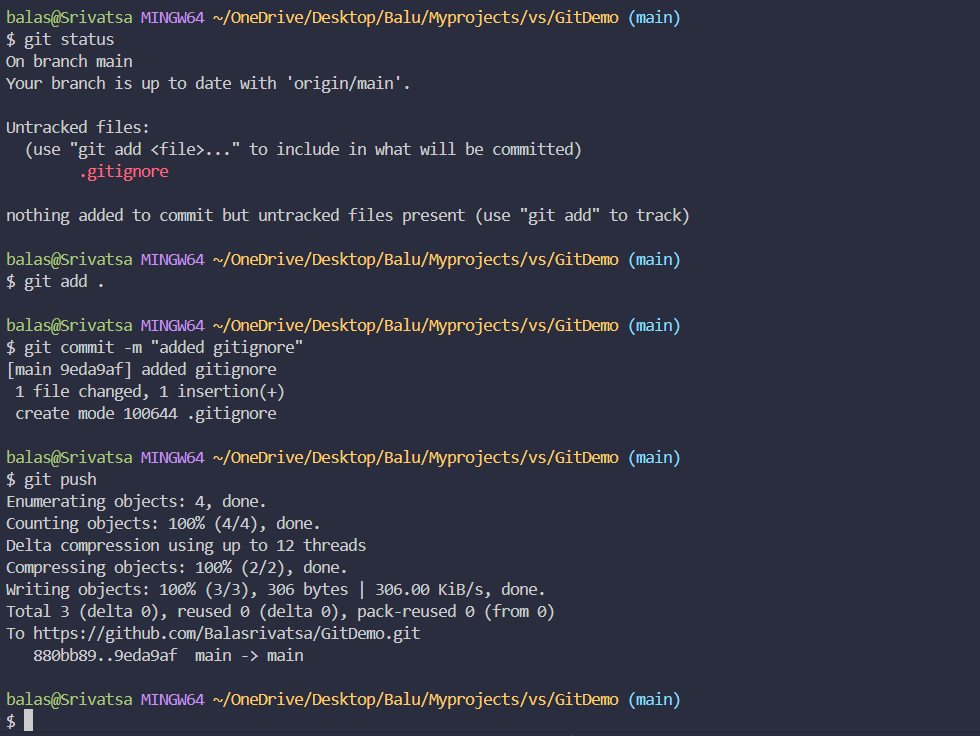 balas@Srivatsa MINGW64 ~/OneDrive/Desktop/Balu/Myprojects/vs/GitDemo (main)
$ git status
On branch main
Your branch is up to date with 'origin/main'.
Untracked files:
  (use "git add <file>..." to include in what will be committed)
        .gitignore
nothing added to commit but untracked files present (use "git add" to track)
balas@Srivatsa MINGW64 ~/OneDrive/Desktop/Balu/Myprojects/vs/GitDemo (main)
$ git add .
balas@Srivatsa MINGW64 ~/OneDrive/Desktop/Balu/Myprojects/vs/GitDemo (main)
$ git commit -m "added gitignore"
[main 9eda9af] added gitignore
 1 file changed, 1 insertion(+)
 create mode 100644 .gitignore
balas@Srivatsa MINGW64 ~/OneDrive/Desktop/Balu/Myprojects/vs/GitDemo (main)
$ git push
Enumerating objects: 4, done.
Counting objects: 100% (4/4), done.
Delta compression using up to 12 threads
Compressing objects: 100% (2/2), done.
Writing objects: 100% (3/3), 306 bytes | 306.00 KiB/s, done.
Total 3 (delta 0), reused 0 (delta 0), pack-reused 0 (from 0)
To https://github.com/Balasrivatsa/GitDemo.git
   880bb89..9eda9af  main -> main
balas@Srivatsa MINGW64 ~/OneDrive/Desktop/Balu/Myprojects/vs/GitDemo (main)
$